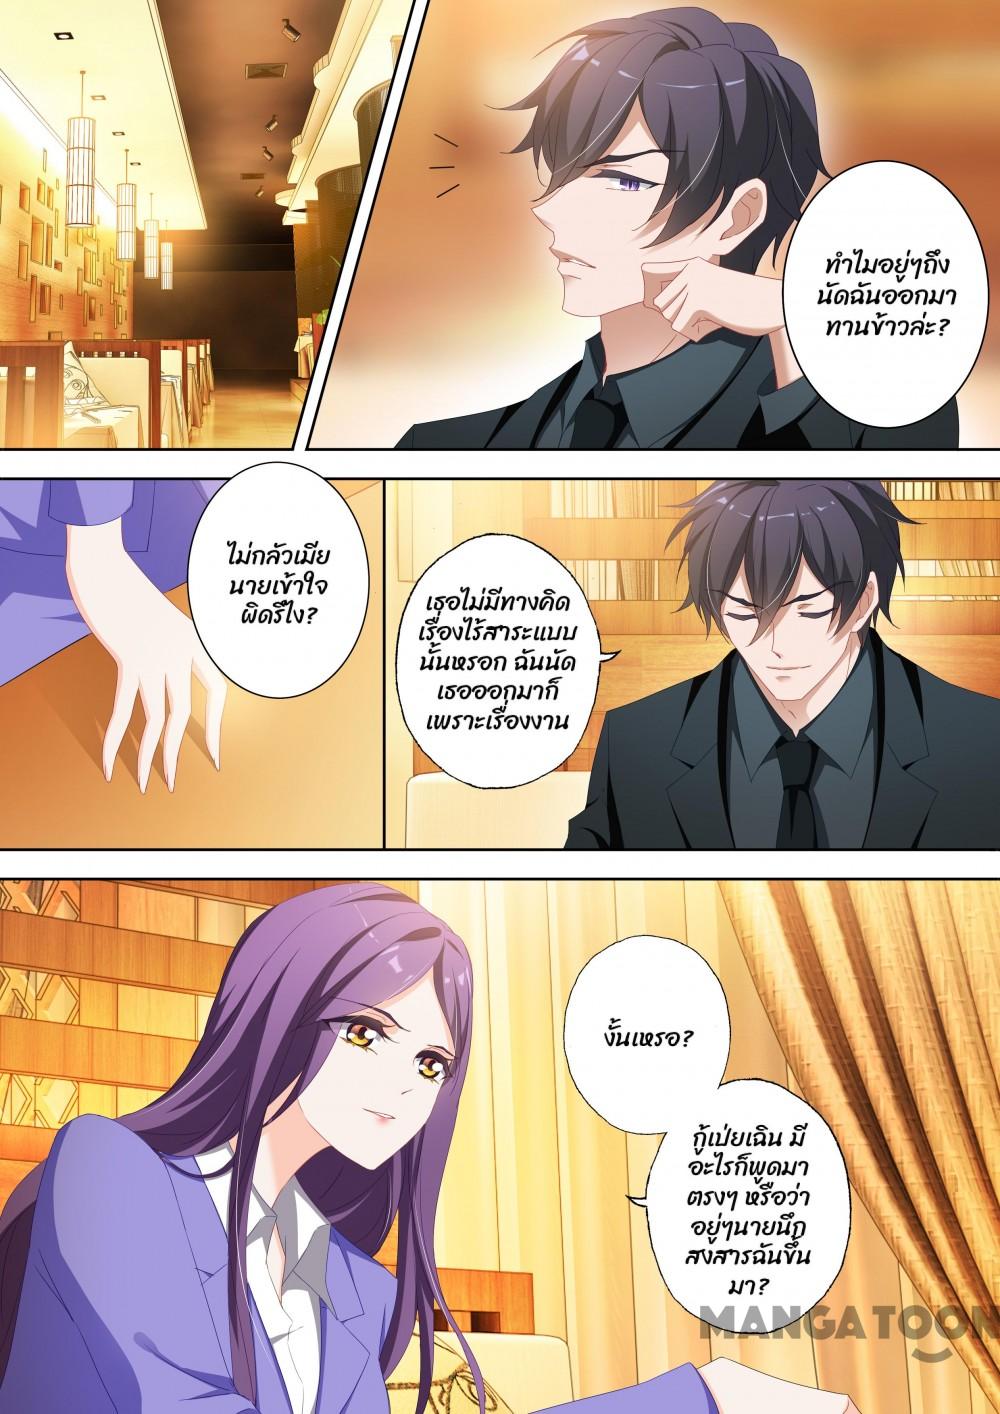 ทำไมอยู่ๆถึง
นัดฉันออกมา
ทานข้าวล่ะ?
ไม่กลัวเมีย
นายเข้าใจ
ผิดรึไง?
เธอไม่มีทางคิด
เรื่องไร้สาระแบบ
นั้นหรอก ฉันนัด
เธอออกมาก็
เพราะเรื่องงาน
งั้นเหรอ?
กู้เป่ยเฉิน มี
อะไรก็พูดมา
ตรงๆ หรือว่า
อยู่ๆนายนึก
สงสารฉันขึ้น
มา?
MANGATOON